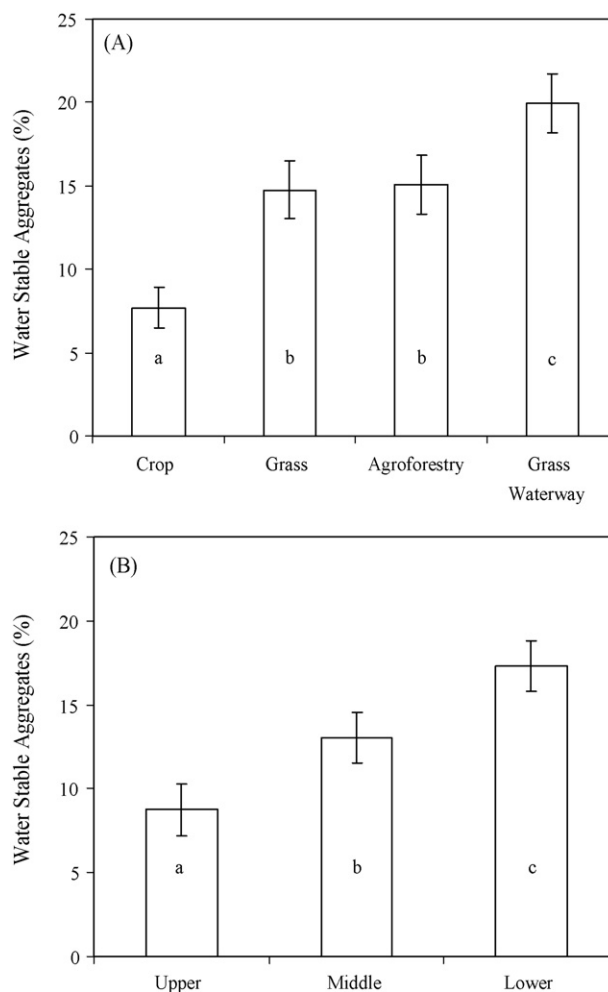 (A)
Water Stable Aggregates (%)
25
20
15
10
5
0
a
b
b
c
Crop
Grass
Agroforestry
Grass
Waterway
(B)
Water Stable Aggregates (%)
25
20
15
10
5
0
a
b
c
Upper
Middle
Lower